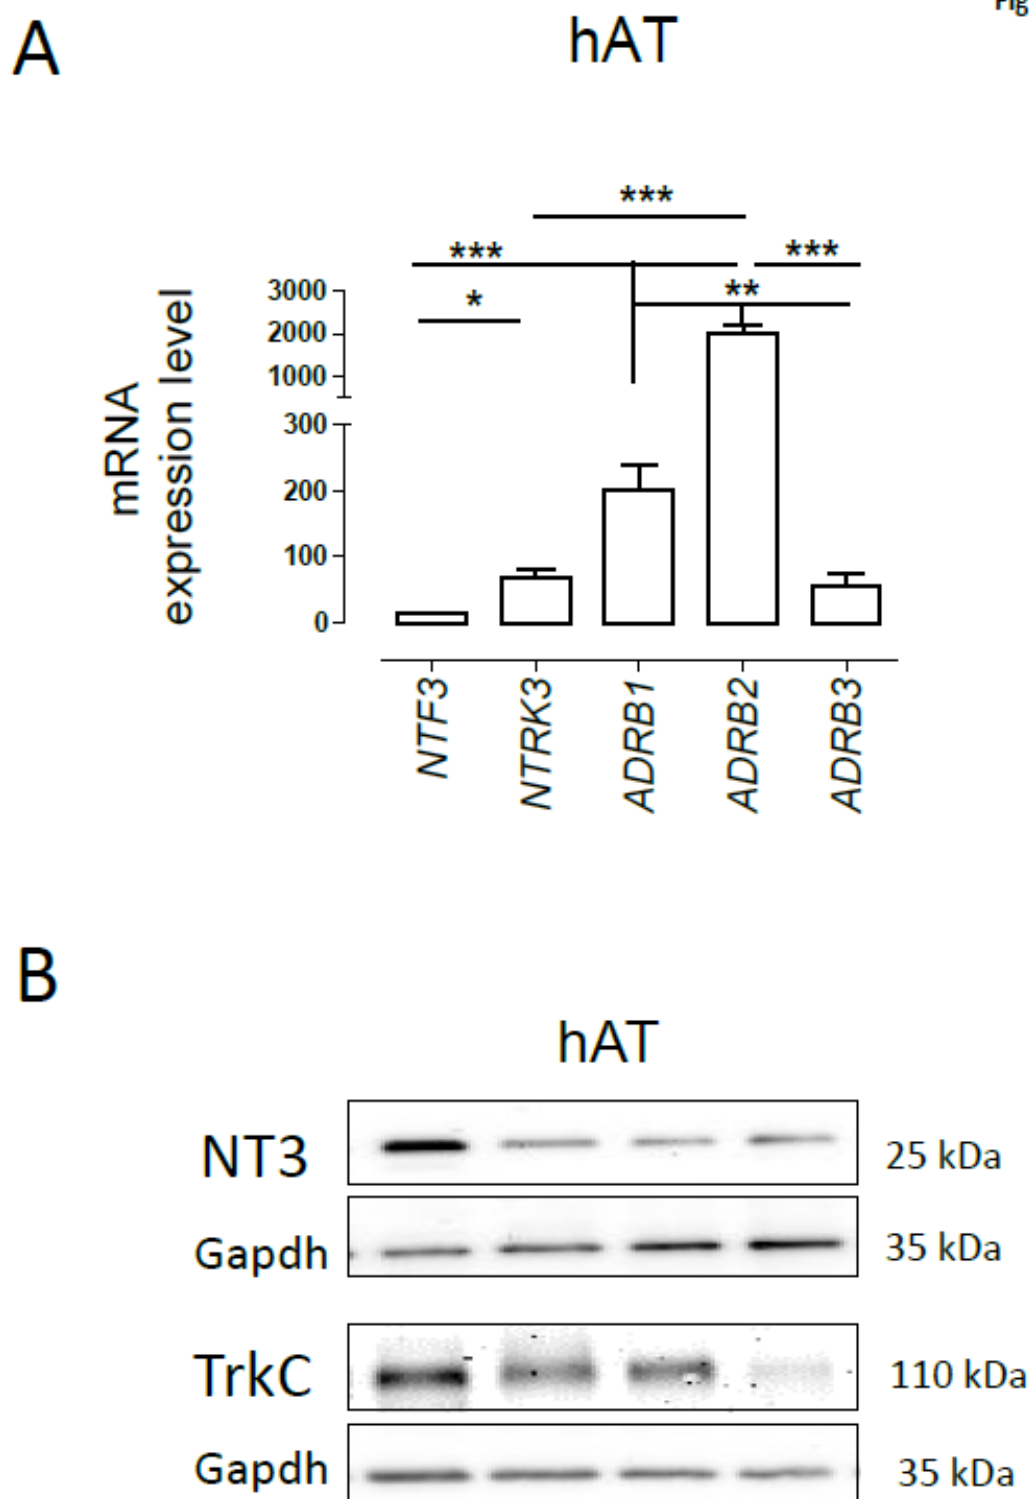 Fig
A
hAT
***
***
***
*
**
mRNA
expression level
3000
2000
1000
300
200
100
0
NTF3
NTRK3
ADRB1
ADRB2
ADRB3
B
hAT
NT3
25 kDa
Gapdh
35 kDa
TrkC
110 kDa
Gapdh
35 kDa